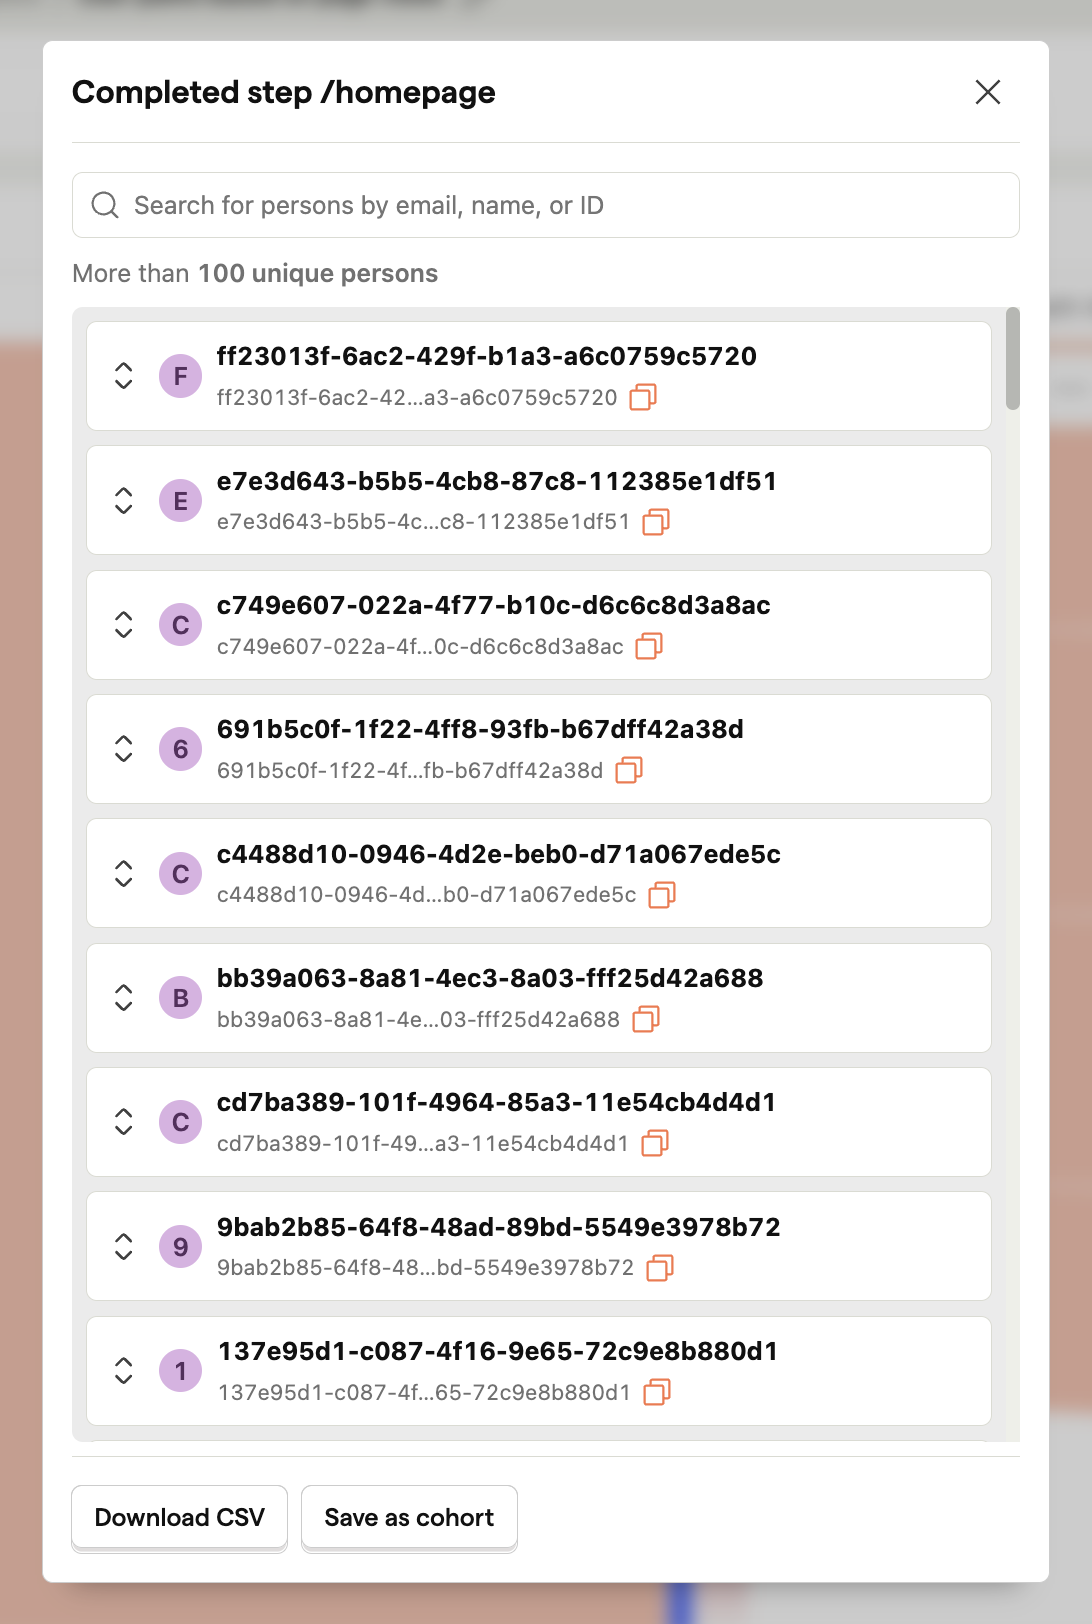 Completed step /homepage
Search for persons by email, name, or ID
More than 100 unique persons
F
ff23013f-6ac2-429f-b1a3-a6c0759c5720
ff23013f-6ac2-42...a3-a6c0759c5720
E
e7e3d643-b5b5-4cb8-87c8-112385e1df51
e7e3d643-b5b5-4c...c8-112385e1df51
C
c749e607-022a-4f77-b10c-d6c6c8d3a8ac
c749e607-022a-4f...0c-d6c6c8d3a8ac
6
691b5c0f-1f22-4ff8-93fb-b67dff42a38d
691b5c0f-1f22-4f...fb-b67dff42a38d
C
c4488d10-0946-4d2e-beb0-d71a067ede5c
c4488d10-0946-4d...b0-d71a067ede5c
B
bb39a063-8a81-4ec3-8a03-fff25d42a688
bb39a063-8a81-4e...03-fff25d42a688
C
cd7ba389-101f-4964-85a3-11e54cb4d4d1
cd7ba389-101f-49...a3-11e54cb4d4d1
9
9bab2b85-64f8-48ad-89bd-5549e3978b72
9bab2b85-64f8-48...bd-5549e3978b72
1
137e95d1-c087-4f16-9e65-72c9e8b880d1
137e95d1-c087-4f...65-72c9e8b880d1
Download CSV
Save as cohort